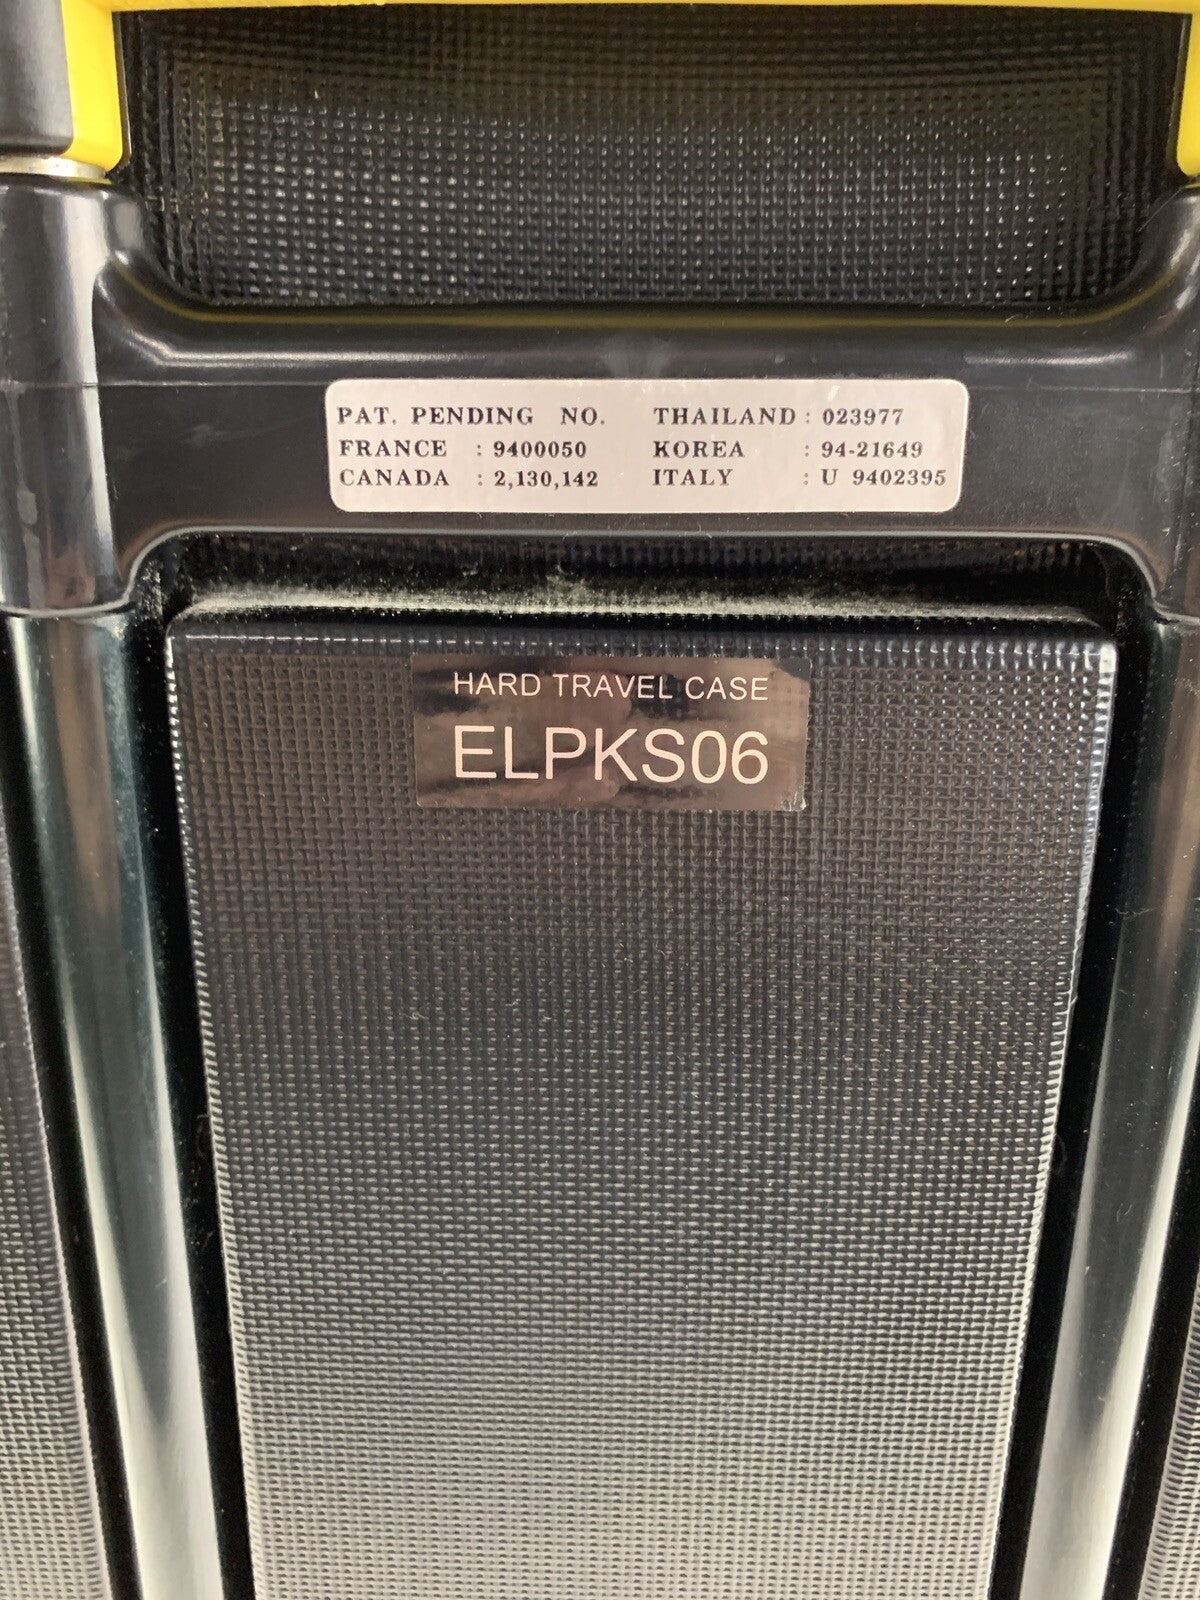 PAT. PENDING NO. THAILAND : 023977
FRANCE : 9400050 KOREA : 94-21649
CANADA : 2,130,142 ITALY : U 9402395
HARD TRAVEL CASE
ELPKS06